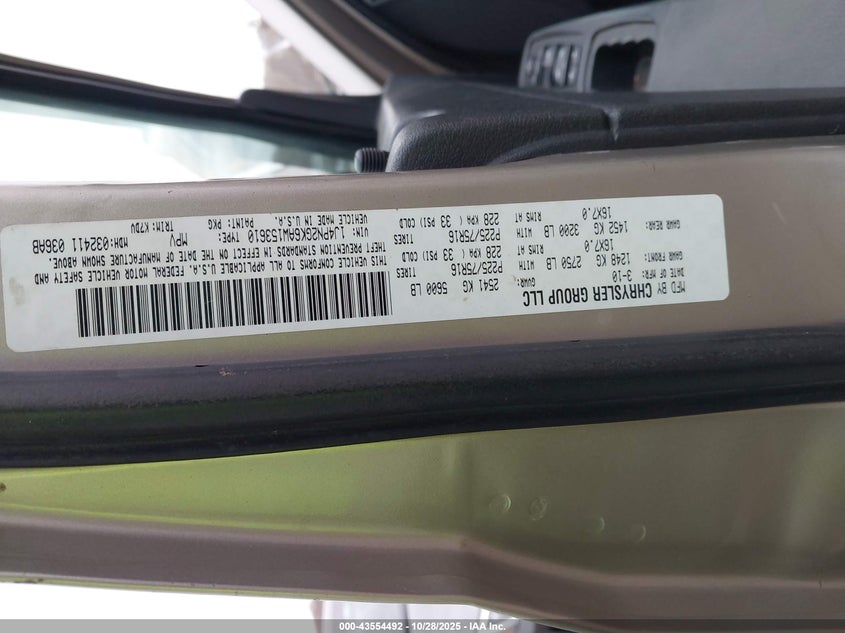 MFD BY CHRYSLER GROUP LLC
DATE OF MFR: 3-10 GVWR: 2541 KG 5600 LB
GAWR FRONT: WITH TIRES RIMS AT
1248 KG 2750 LB P225/75R16 16X7.0 228 KPA ( 33 PSI) COLD
GAWR REAR: WITH TIRES RIMS AT
1452 KG 3200 LB P225/75R16 16X7.0 228 KPA ( 33 PSI) COLD
THIS VEHICLE CONFORMS TO ALL APPLICABLE U.S.A. FEDERAL MOTOR VEHICLE SAFETY AND
THEFT PREVENTION STANDARDS IN EFFECT ON THE DATE OF MANUFACTURE SHOWN ABOVE.
VIN: 1J4PN2GK6AW153610 TYPE: MPV MDH:032411 036AB
VEHICLE MADE IN U.S.A. PAINT: PKG TRIM: K7DV
000-43554492 - 10/28/2025 - IAA Inc.